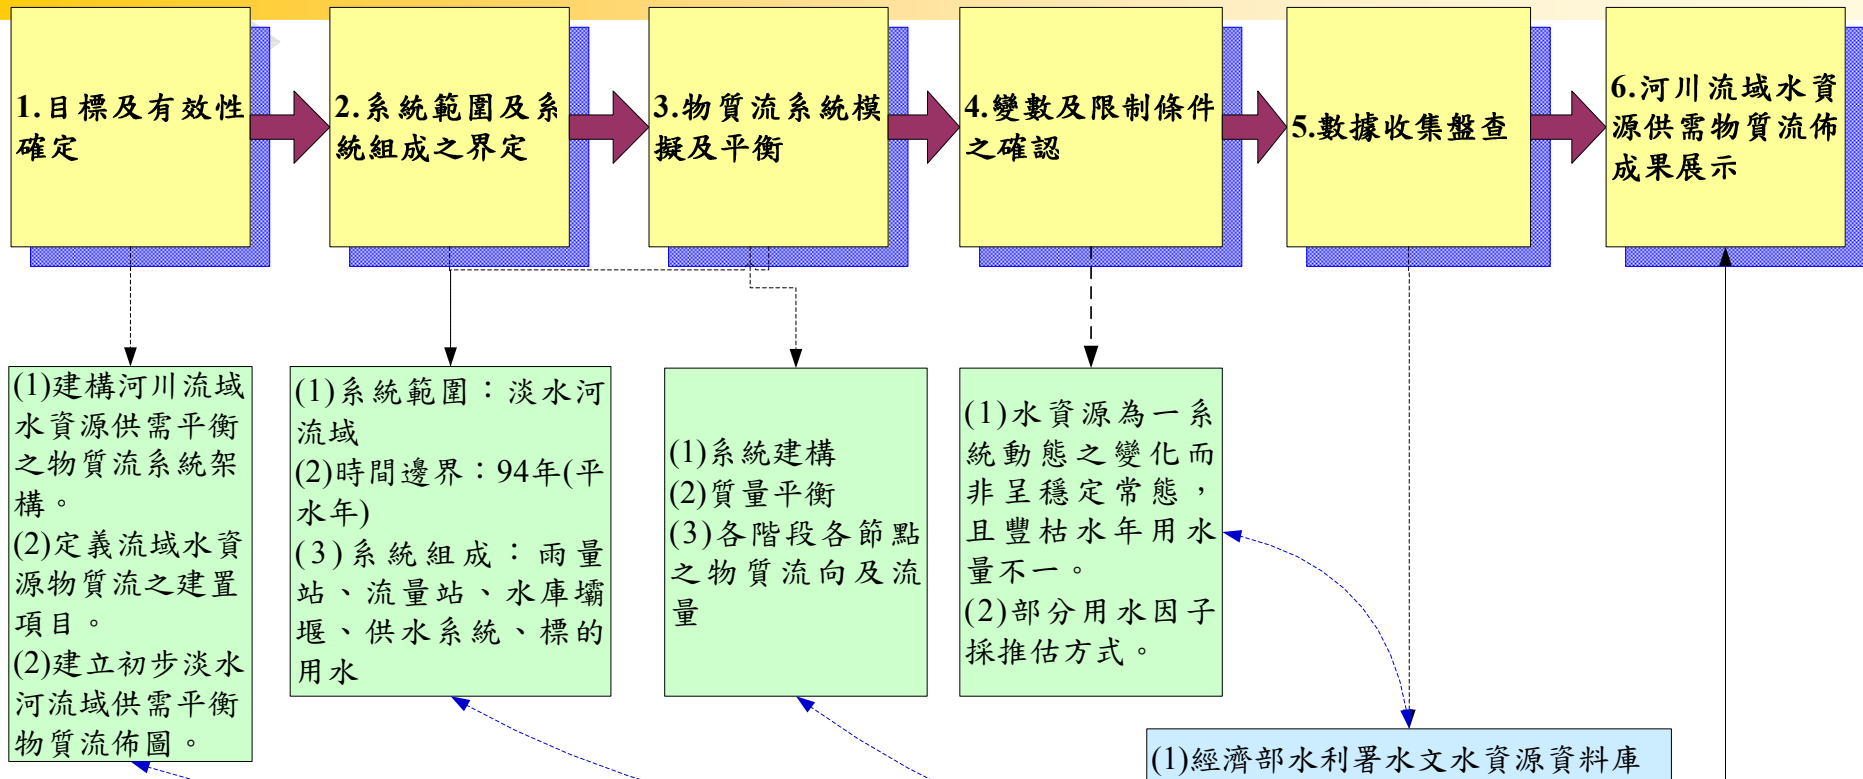 1.目標及有效性
確定
2.系統範圍及系
統組成之界定
3.物質流系統模
擬及平衡
4.變數及限制條件
之確認
5.數據收集盤查
6.河川流域水資
源供需物質流佈
成果展示
(1)建構河川流域
水資源供需平衡
之物質流系統架
構。
(2)定義流域水資
源物質流之建置
項目。
(2)建立初步淡水
河流域供需平衡
物質流佈圖。
(1)系統範圍：淡水河
流域
(2)時間邊界：94年(平
水年)
(3)系統組成：雨量
站、流量站、水庫壩
堰、供水系統、標的
用水
(1)系統建構
(2)質量平衡
(3)各階段各節點
之物質流向及流
量
(1)水資源為一系
統動態之變化而
非呈穩定常態，
且豐枯水年用水
量不一。
(2)部分用水因子
採推估方式。
(1)經濟部水利署水文水資源資料庫